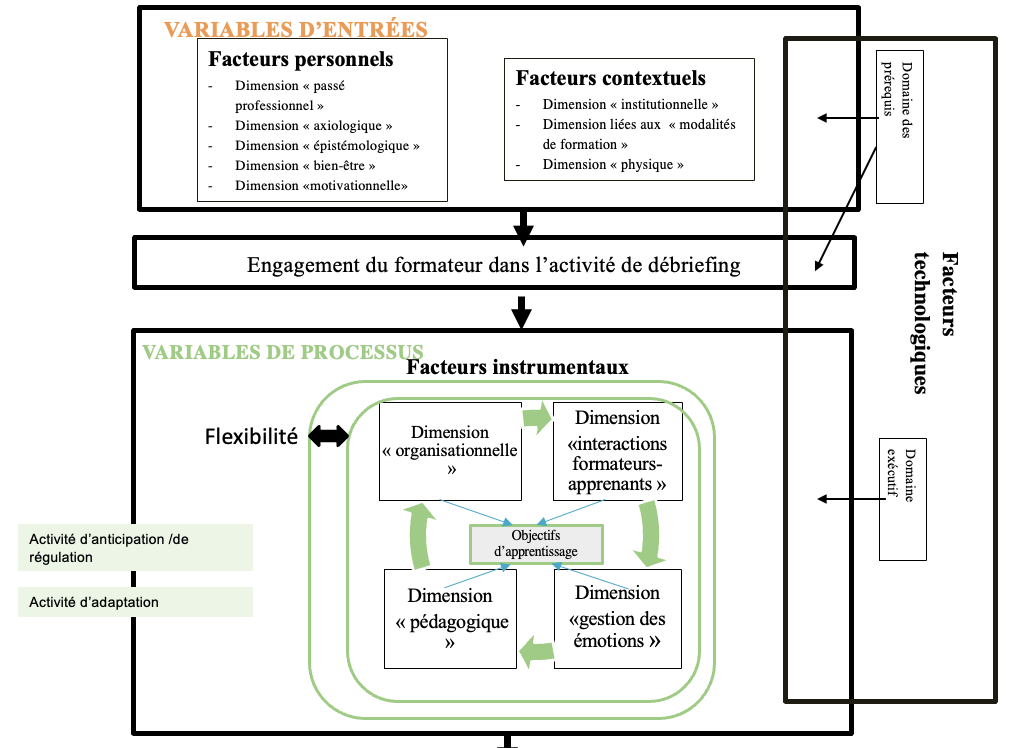 VARIABLES D'ENTRÉES
Facteurs personnels
- Dimension « passé
professionnel »
- Dimension « axiologique »
- Dimension « épistémologique »
- Dimension « bien-être »
- Dimension «motivationnelle»
Facteurs contextuels
- Dimension « institutionnelle »
- Dimension liées aux « modalités
de formation »
- Dimension « physique »
Domaine des
prérequis
Engagement du formateur dans l'activité de débriefing
Facteurs
technologiques
VARIABLES DE PROCESSUS
Facteurs instrumentaux
Flexibilité
Dimension
« organisationnelle
»
Dimension
«interactions
formateurs-
apprenants »
Domaine
exécutif
Objectifs
d'apprentissage
Activité d'anticipation /de
régulation
Activité d'adaptation
Dimension
« pédagogique
»
Dimension
«gestion des
émotions »